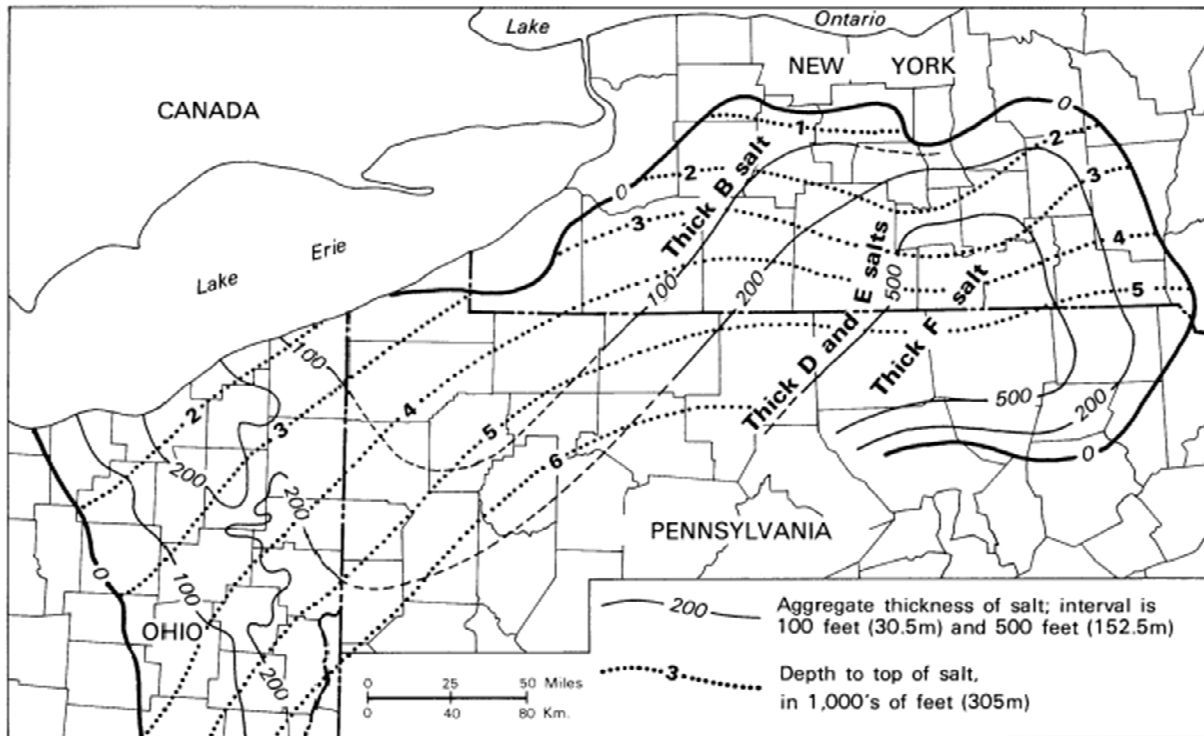 Lake
Ontario
NEW YORK
CANADA
0
1
2
2
3
0
Thick B salt
3
4
Erie
Lake
100
200
Thick D and E salts
500
Thick F salt
5
100
2
3
4
5
6
500
200
0
200
200
0
100
OHIO
200
PENNSYLVANIA
200 Aggregate thickness of salt; interval is
100 feet (30.5m) and 500 feet (152.5m)
3 Depth to top of salt,
in 1,000's of feet (305m)
0 25 50 Miles
0 40 80 Km.